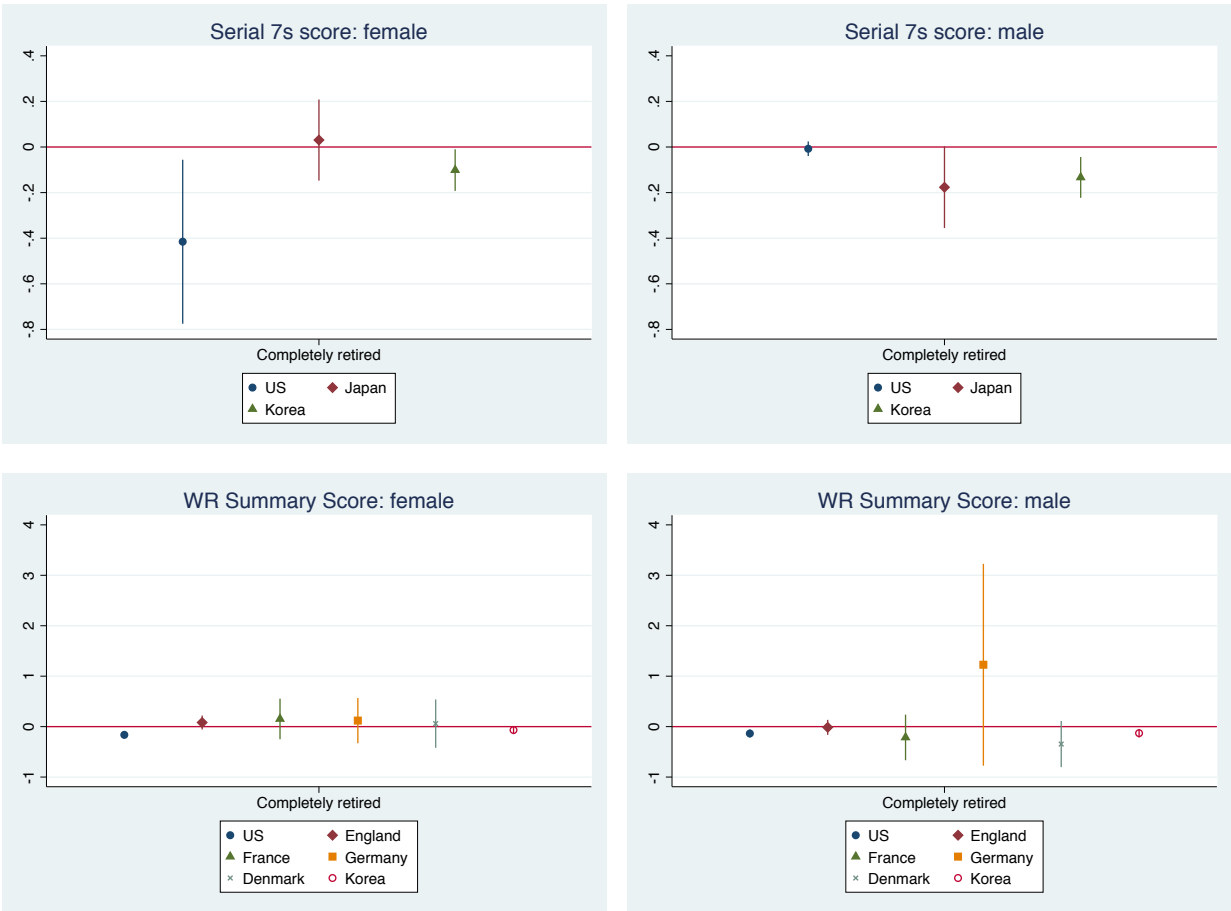 Serial 7s score: female
.4
.2
0
-.2
-.4
-.6
-.8
Completely retired
US Japan
Korea
Serial 7s score: male
.4
.2
0
-.2
-.4
-.6
-.8
Completely retired
US Japan
Korea
WR Summary Score: female
4
3
2
1
0
-1
Completely retired
US England
France Germany
Denmark Korea
WR Summary Score: male
4
3
2
1
0
-1
Completely retired
US England
France Germany
Denmark Korea